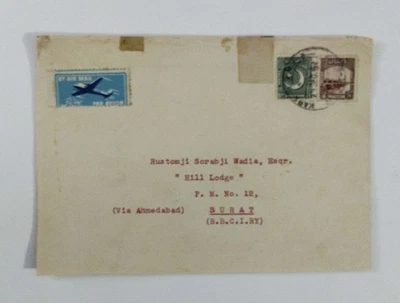 BY AIR MAIL
PAR AVION
Rustomji Sorabji Wadia, Esqr.
" Hill Lodge "
P. M. No. 12,
(Via Ahmedabad) SURAT
(B.B.C.I.RY)